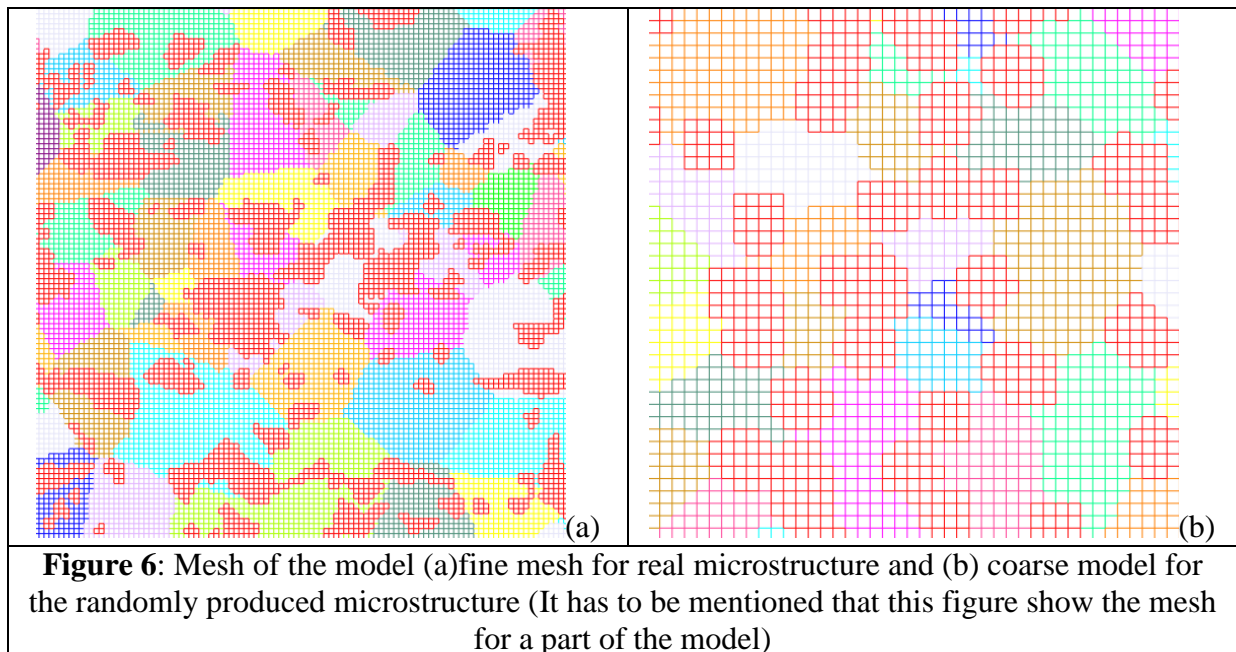 (a)
(b)
Figure 6: Mesh of the model (a)fine mesh for real microstructure and (b) coarse model for
the randomly produced microstructure (It has to be mentioned that this figure show the mesh
for a part of the model)